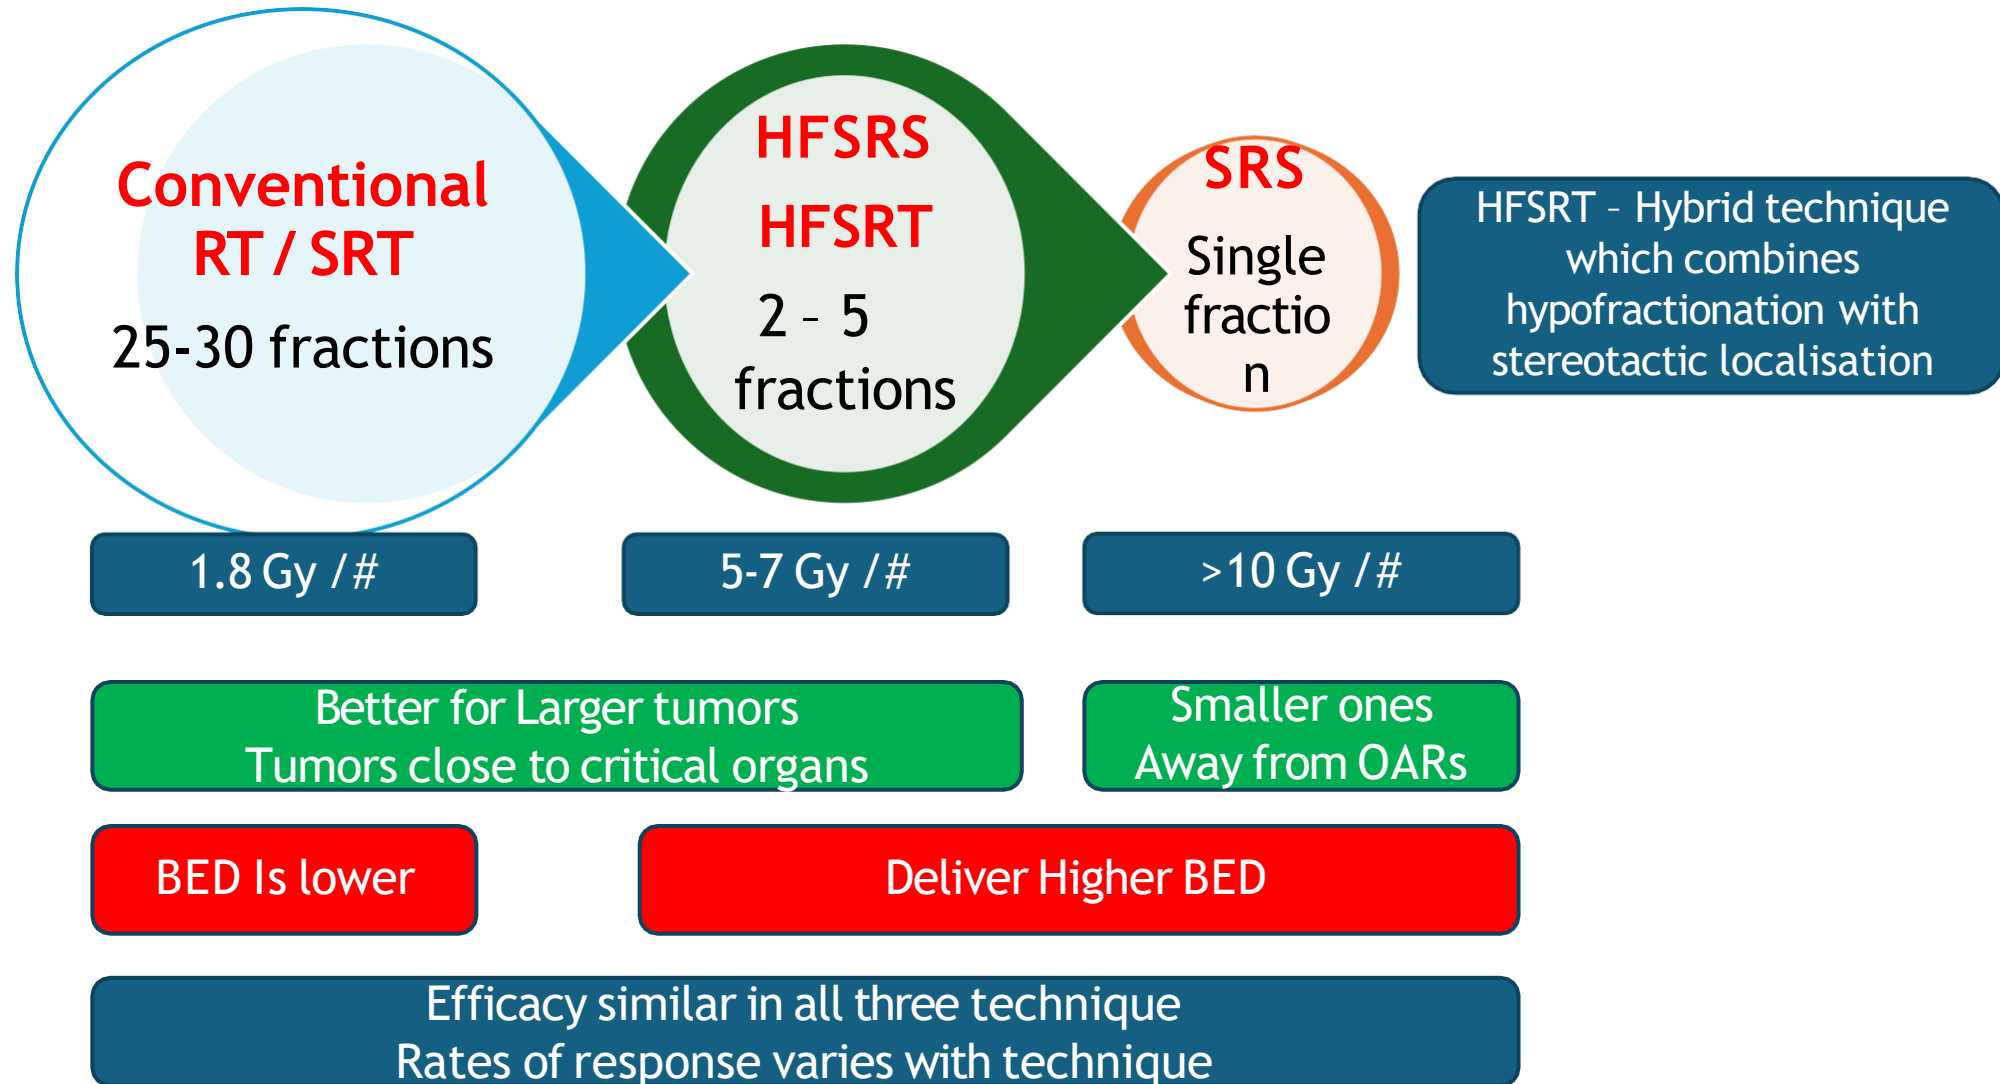 Conventional
RT / SRT
25-30 fractions
HFSRS
HFSRT
2 – 5
fractions
SRS
Single
fractio
n
HFSRT – Hybrid technique
which combines
hypofractionation with
stereotactic localisation
1.8 Gy /#
5-7 Gy /#
>10 Gy /#
Better for Larger tumors
Tumors close to critical organs
Smaller ones
Away from OARs
BED Is lower
Deliver Higher BED
Efficacy similar in all three technique
Rates of response varies with technique